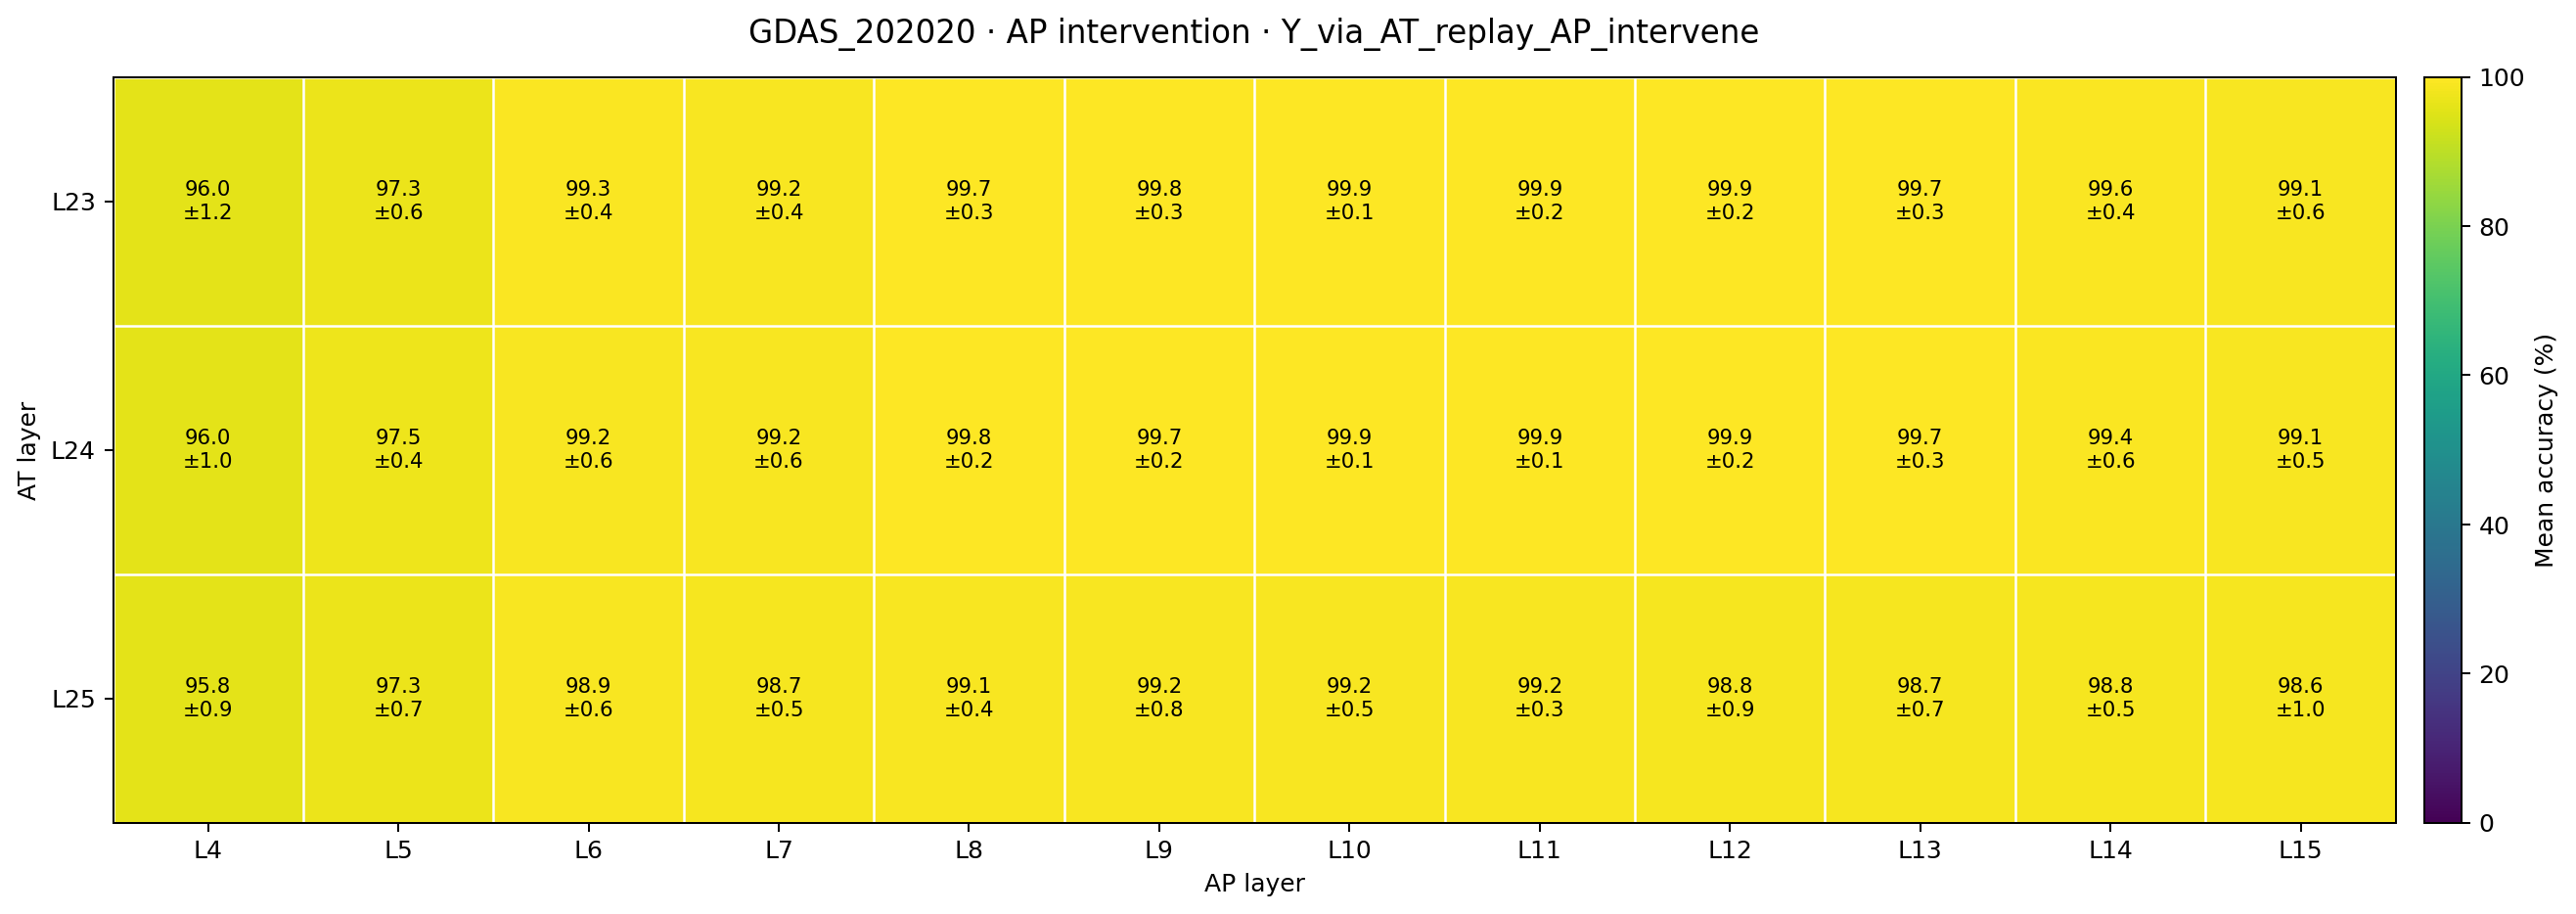 GDAS_202020 · AP intervention · Y_via_AT_replay_AP_intervene
AT layer
L23
96.0 97.3 99.3 99.2 99.7 99.8 99.9 99.9 99.9 99.7 99.6 99.1
±1.2 ±0.6 ±0.4 ±0.4 ±0.3 ±0.3 ±0.1 ±0.2 ±0.2 ±0.3 ±0.4 ±0.6
L24
96.0 97.5 99.2 99.2 99.8 99.7 99.9 99.9 99.9 99.7 99.4 99.1
±1.0 ±0.4 ±0.6 ±0.6 ±0.2 ±0.2 ±0.1 ±0.1 ±0.2 ±0.3 ±0.6 ±0.5
L25
95.8 97.3 98.9 98.7 99.1 99.2 99.2 99.2 98.8 98.7 98.8 98.6
±0.9 ±0.7 ±0.6 ±0.5 ±0.4 ±0.8 ±0.5 ±0.3 ±0.9 ±0.7 ±0.5 ±1.0
L4 L5 L6 L7 L8 L9 L10 L11 L12 L13 L14 L15
AP layer
100
80
60
40
20
0
Mean accuracy (%)